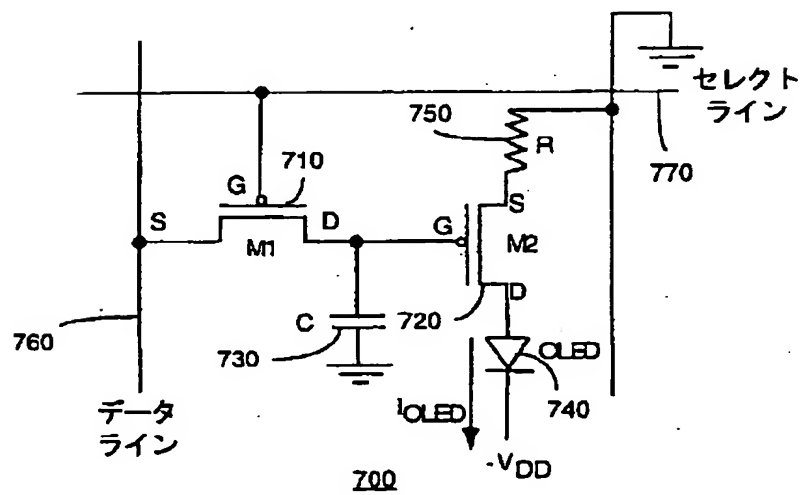 セレクト
ライン
750
R
770
710
G
S
D
M1
G
S
M2
D
C
720
760
730
OLED
740
IOLED
データ
ライン
-VDD
700